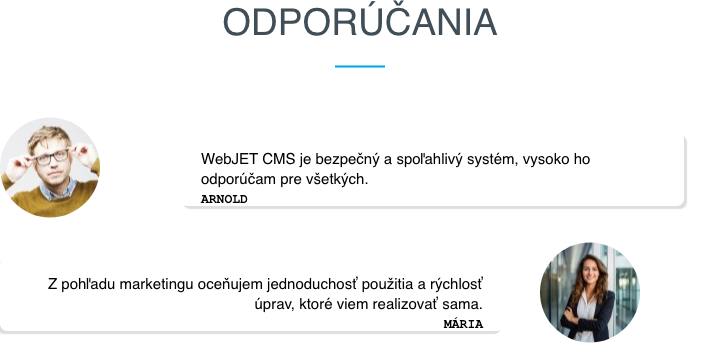 ODPORÚČANIA
WebJET CMS je bezpečný a spoľahlivý systém, vysoko ho
odporúčam pre všetkých.
ARNOLD
Z pohľadu marketingu oceňujem jednoduchosť použitia a rýchlosť
úprav, ktoré viem realizovať sama.
MÁRIA